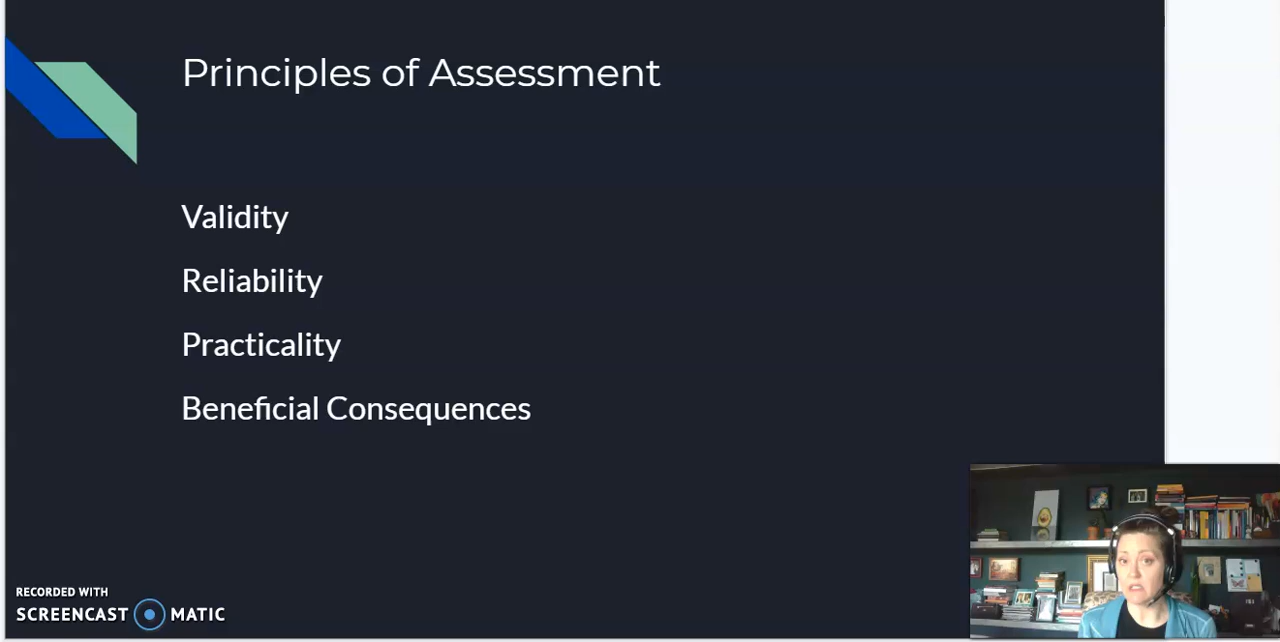 Principles of Assessment
Validity
Reliability
Practicality
Beneficial Consequences
RECORDED WITH
SCREENCAST MATIC